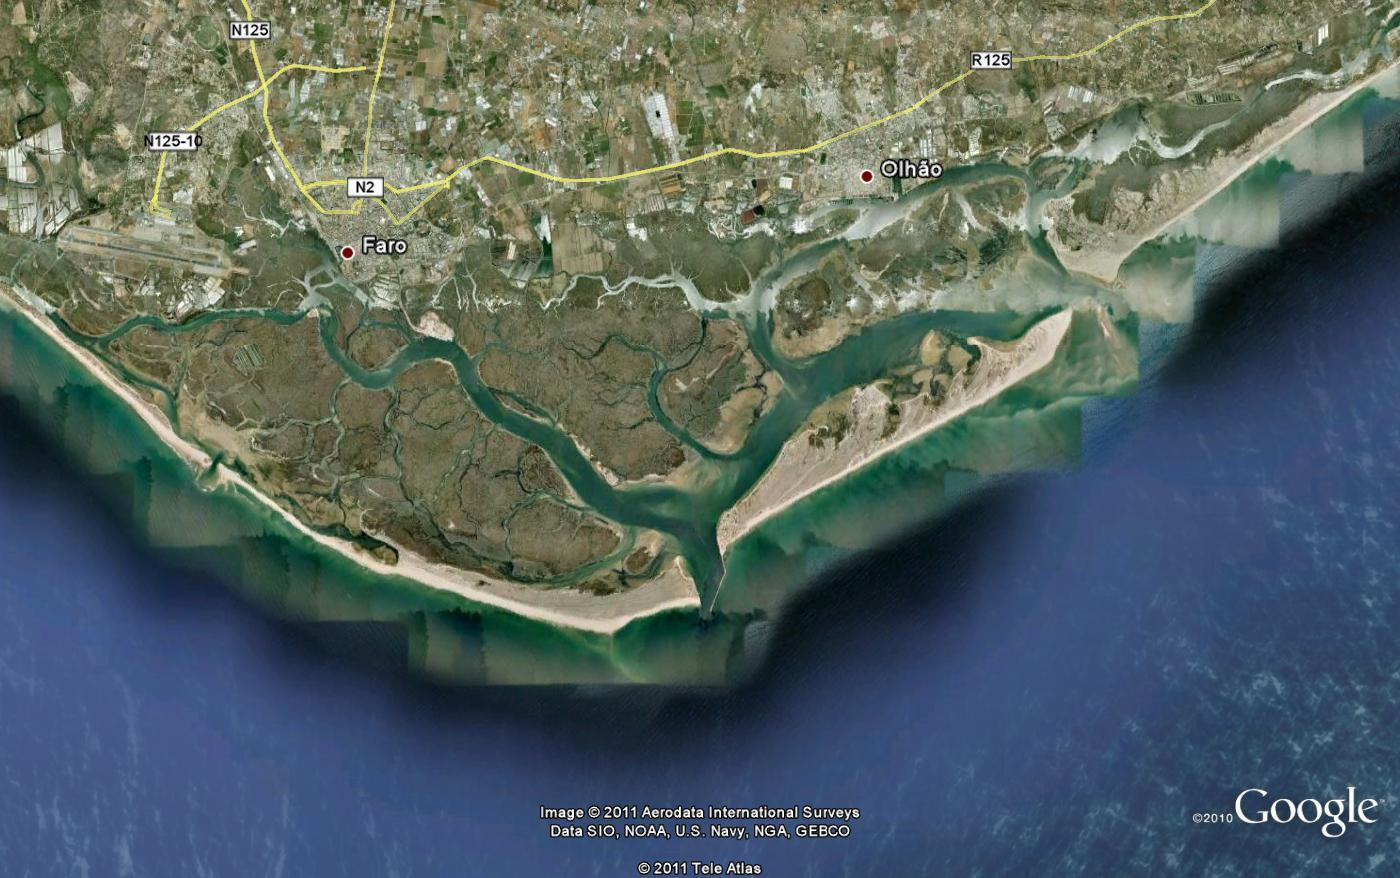 N125
R125
N125-10
N2
Olhão
Faro
Image © 2011 Aerodata International Surveys
Data SIO, NOAA, U.S. Navy, NGA, GEBCO
©2010 Google
© 2011 Tele Atlas